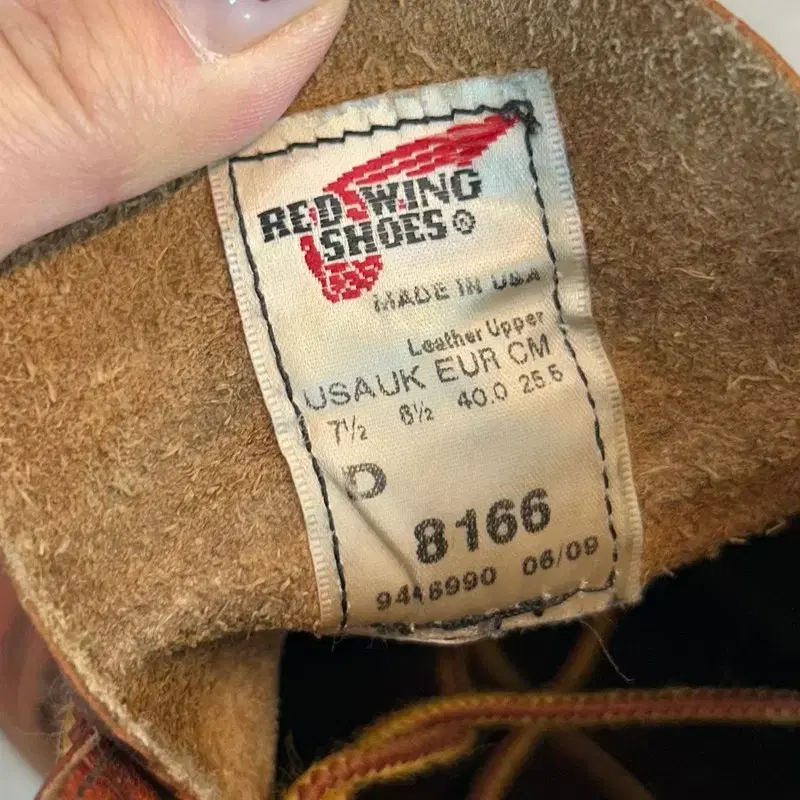 RED WING
SHOES®
MADE IN USA
Leather Upper
USA UK EUR CM
7½ 6½ 40.0 25.5
D
8166
06/09